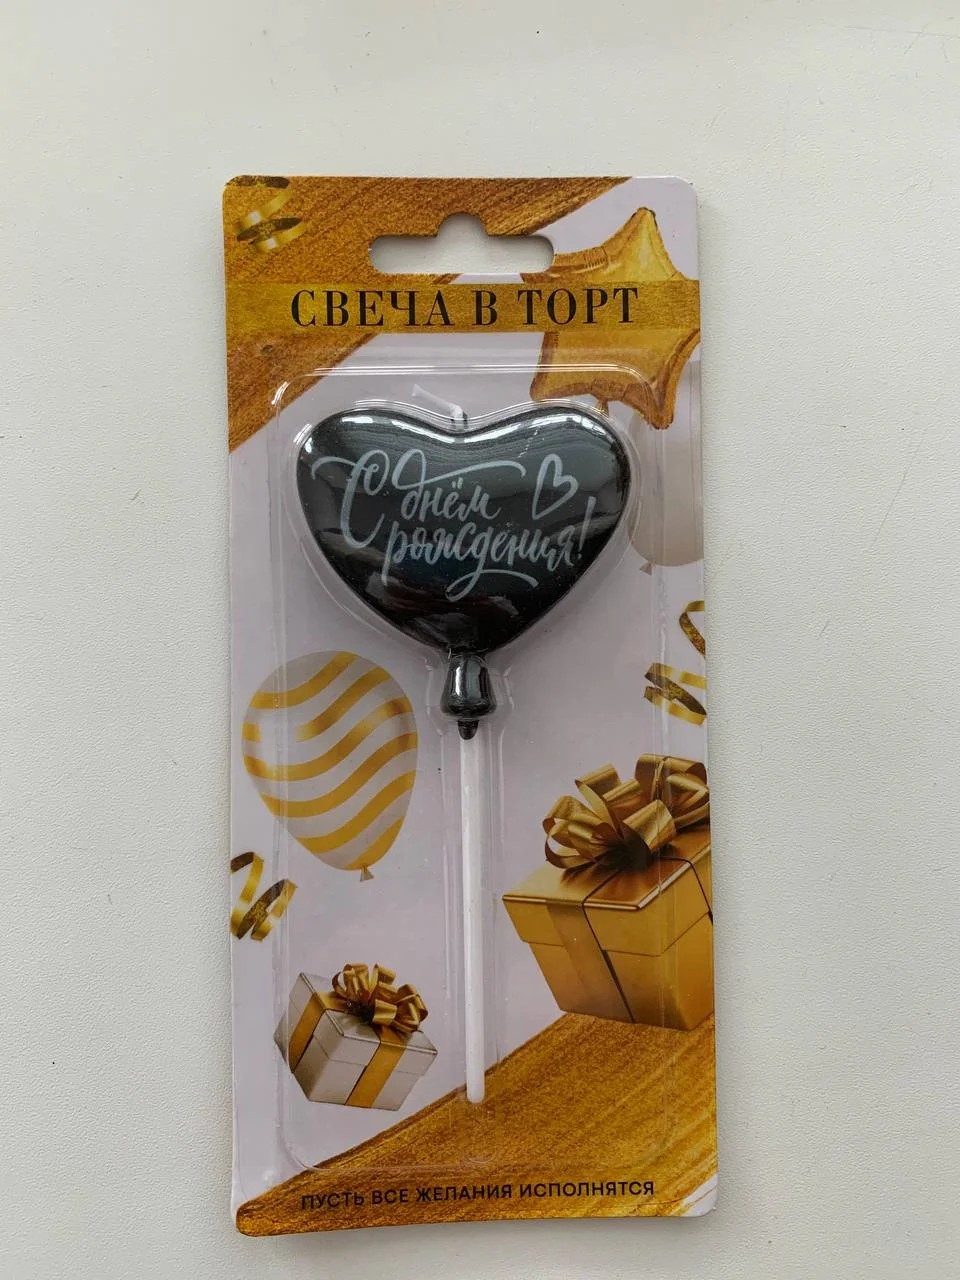 СВЕЧА В ТОРТ
С днём
рождения!
ПУСТЬ ВСЕ ЖЕЛАНИЯ ИСПОЛНЯТСЯ